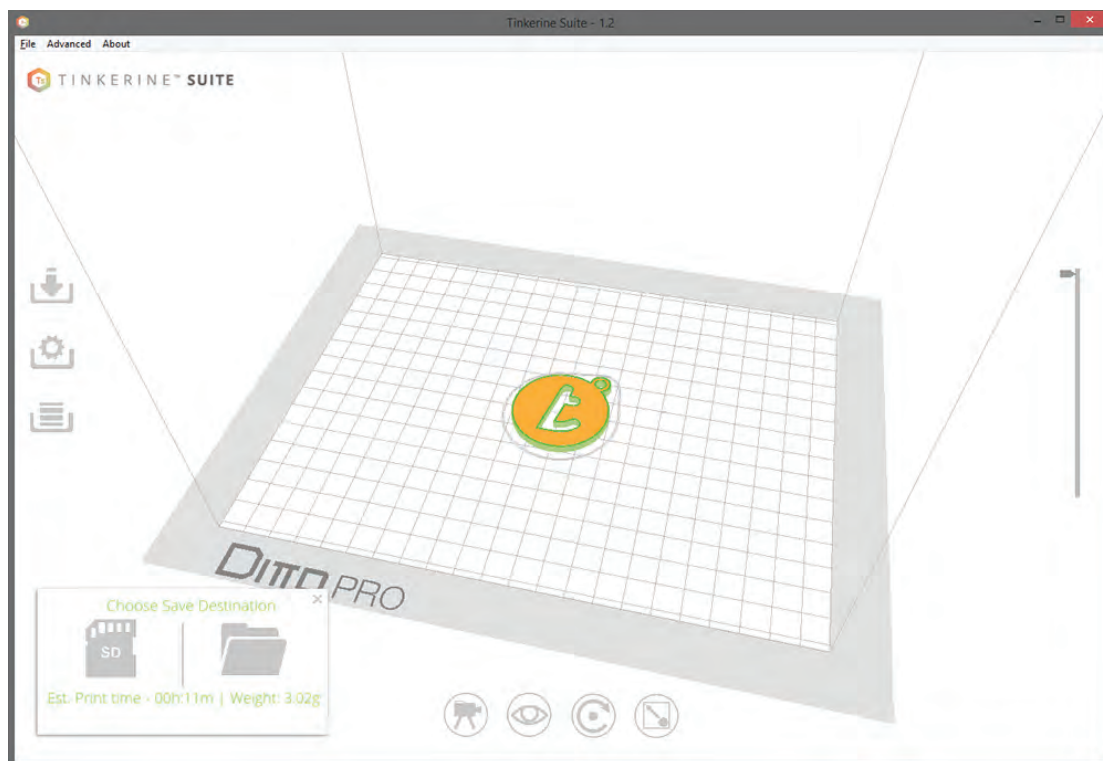 Tinkerine Suite - 1.2
File Advanced About
Ts TINKERINE™ SUITE
t
DITTO PRO
Choose Save Destination
SD
Est. Print time - 00h:11m | Weight: 3.02g